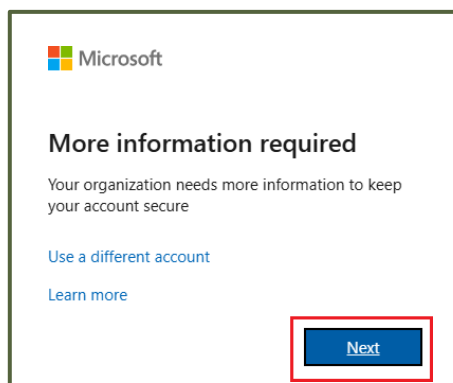 Microsoft
More information required
Your organization needs more information to keep
your account secure
Use a different account
Learn more
Next